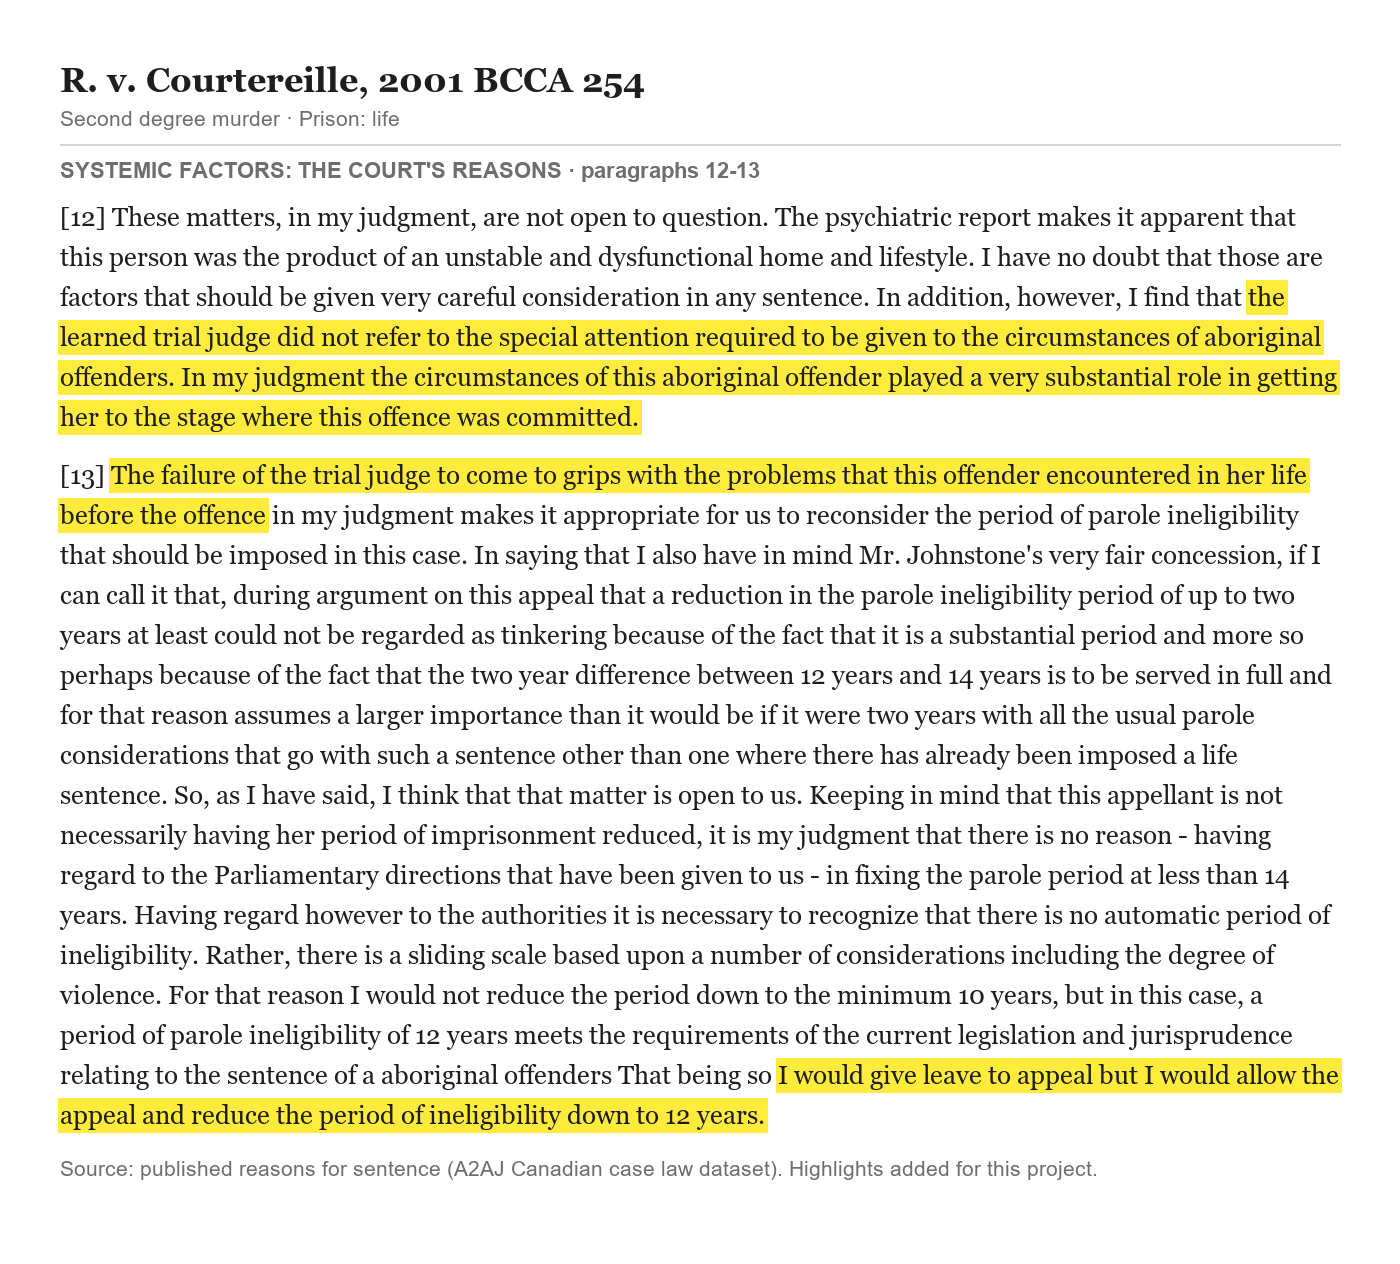 R. v. Courtereille, 2001 BCCA 254
Second degree murder · Prison: life
SYSTEMIC FACTORS: THE COURT'S REASONS · paragraphs 12-13
[12] These matters, in my judgment, are not open to question. The psychiatric report makes it apparent that
this person was the product of an unstable and dysfunctional home and lifestyle. I have no doubt that those are
factors that should be given very careful consideration in any sentence. In addition, however, I find that the
learned trial judge did not refer to the special attention required to be given to the circumstances of aboriginal
offenders. In my judgment the circumstances of this aboriginal offender played a very substantial role in getting
her to the stage where this offence was committed.
[13] The failure of the trial judge to come to grips with the problems that this offender encountered in her life
before the offence in my judgment makes it appropriate for us to reconsider the period of parole ineligibility
that should be imposed in this case. In saying that I also have in mind Mr. Johnstone's very fair concession, if I
can call it that, during argument on this appeal that a reduction in the parole ineligibility period of up to two
years at least could not be regarded as tinkering because of the fact that it is a substantial period and more so
perhaps because of the fact that the two year difference between 12 years and 14 years is to be served in full and
for that reason assumes a larger importance than it would be if it were two years with all the usual parole
considerations that go with such a sentence other than one where there has already been imposed a life
sentence. So, as I have said, I think that that matter is open to us. Keeping in mind that this appellant is not
necessarily having her period of imprisonment reduced, it is my judgment that there is no reason - having
regard to the Parliamentary directions that have been given to us - in fixing the parole period at less than 14
years. Having regard however to the authorities it is necessary to recognize that there is no automatic period of
ineligibility. Rather, there is a sliding scale based upon a number of considerations including the degree of
violence. For that reason I would not reduce the period down to the minimum 10 years, but in this case, a
period of parole ineligibility of 12 years meets the requirements of the current legislation and jurisprudence
relating to the sentence of a aboriginal offenders That being so I would give leave to appeal but I would allow the
appeal and reduce the period of ineligibility down to 12 years.
Source: published reasons for sentence (A2AJ Canadian case law dataset). Highlights added for this project.